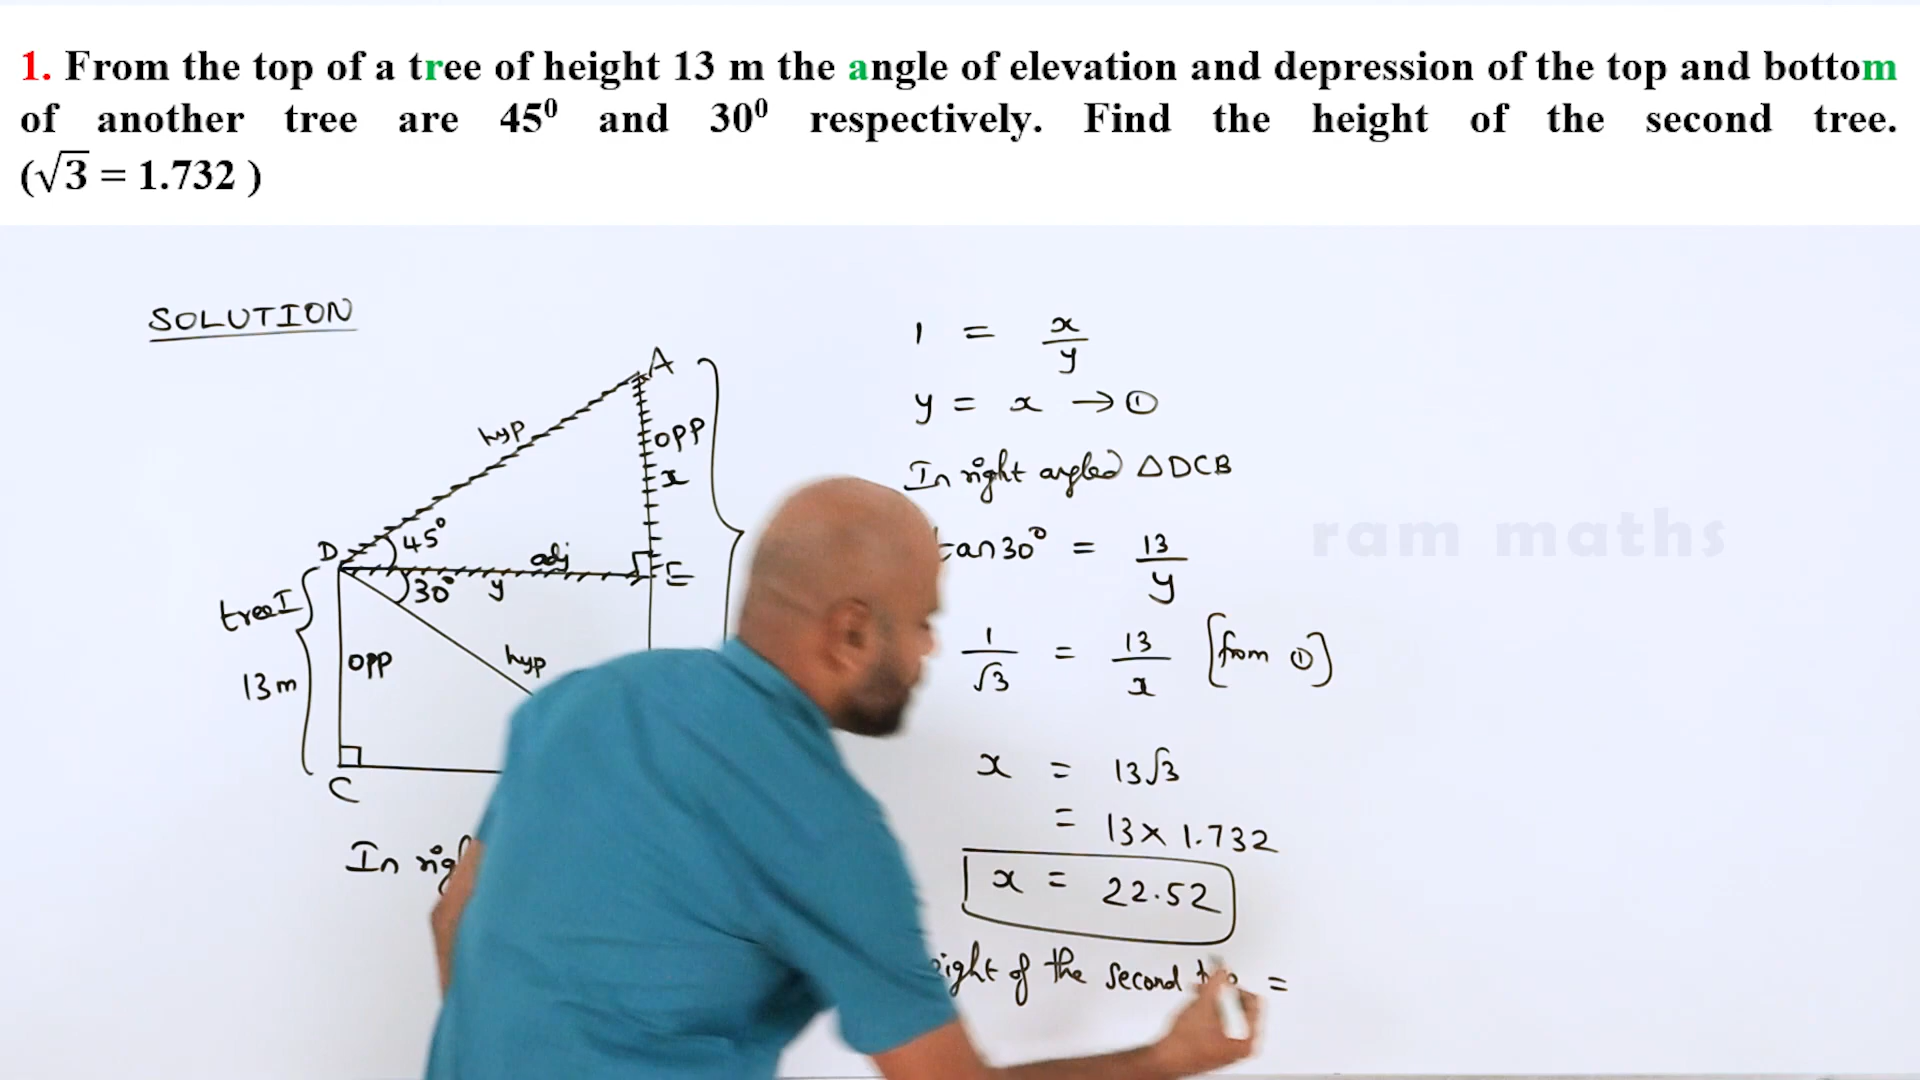 1. From the top of a tree of height 13 m the angle of elevation and depression of the top and bottom
of another tree are 45⁰ and 30⁰ respectively. Find the height of the second tree.
(√3 = 1.732 )
SOLUTION
A
hyp
opp
x
D
45°
adj
E
30°
y
tree I
13m
opp
hyp
C
In
1 = x/y
y = x → ①
In right angled △DCB
tan30° = 13/y
1/√3 = 13/x [from ①]
x = 13√3
= 13 × 1.732
x = 22.52
of the second =
ram maths